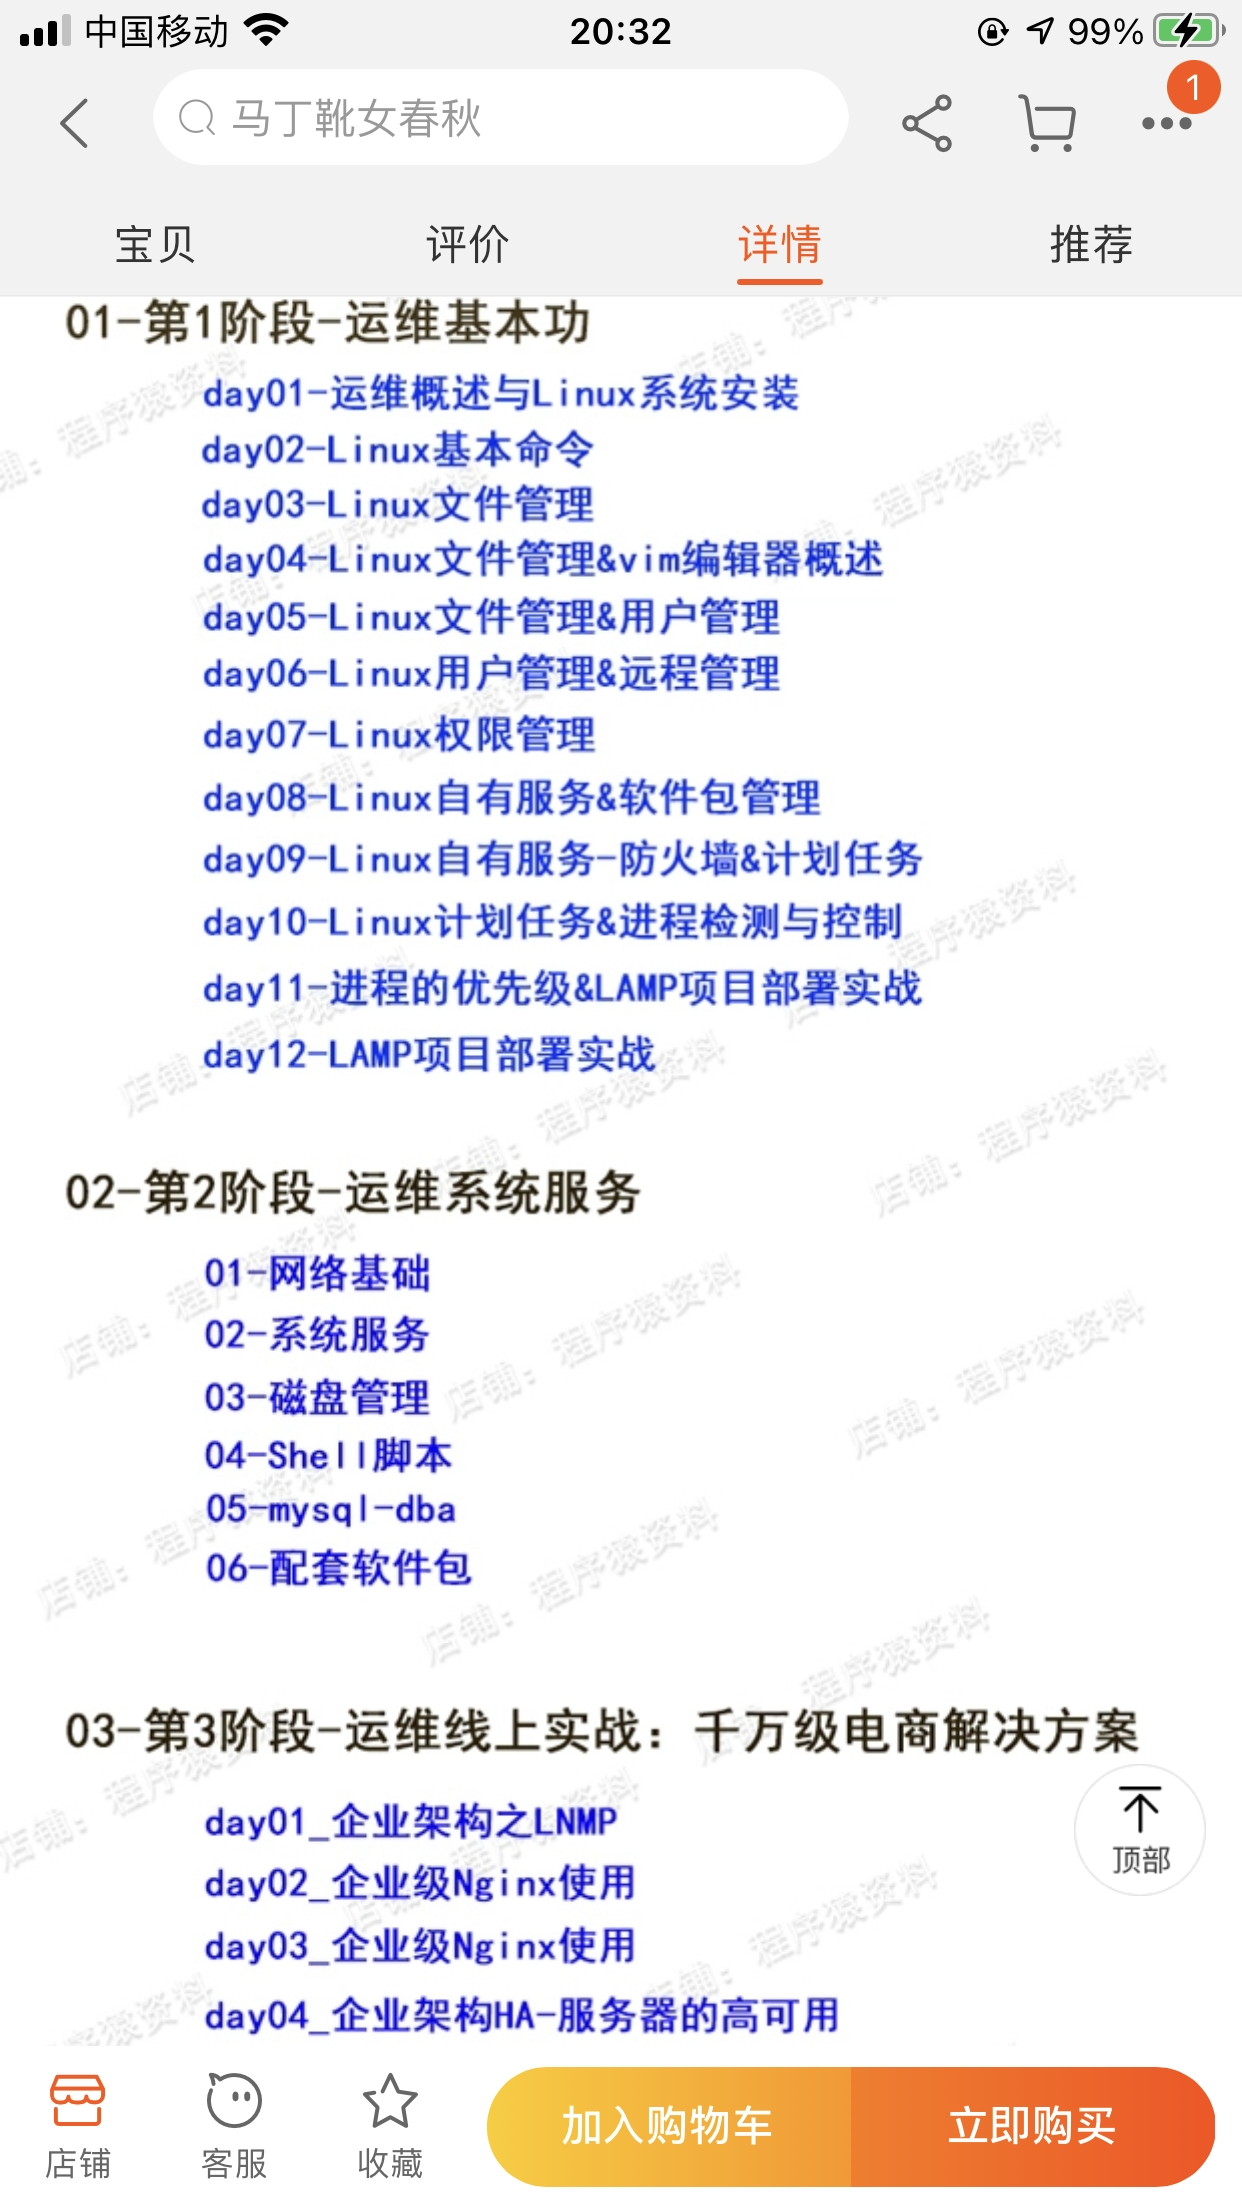 中国移动 20:32 99%
马丁靴女春秋 1
宝贝 评价 详情 推荐
01-第1阶段-运维基本功
day01-运维概述与Linux系统安装
day02-Linux基本命令
day03-Linux文件管理
day04-Linux文件管理&vim编辑器概述
day05-Linux文件管理&用户管理
day06-Linux用户管理&远程管理
day07-Linux权限管理
day08-Linux自有服务&软件包管理
day09-Linux自有服务-防火墙&计划任务
day10-Linux计划任务&进程检测与控制
day11-进程的优先级&LAMP项目部署实战
day12-LAMP项目部署实战
02-第2阶段-运维系统服务
01-网络基础
02-系统服务
03-磁盘管理
04-Shell脚本
05-mysql-dba
06-配套软件包
03-第3阶段-运维线上实战：千万级电商解决方案
day01_企业架构之LNMP
day02_企业级Nginx使用
day03_企业级Nginx使用
day04_企业架构HA-服务器的高可用
顶部
店铺 客服 收藏 加入购物车 立即购买
店铺：程序猿资料